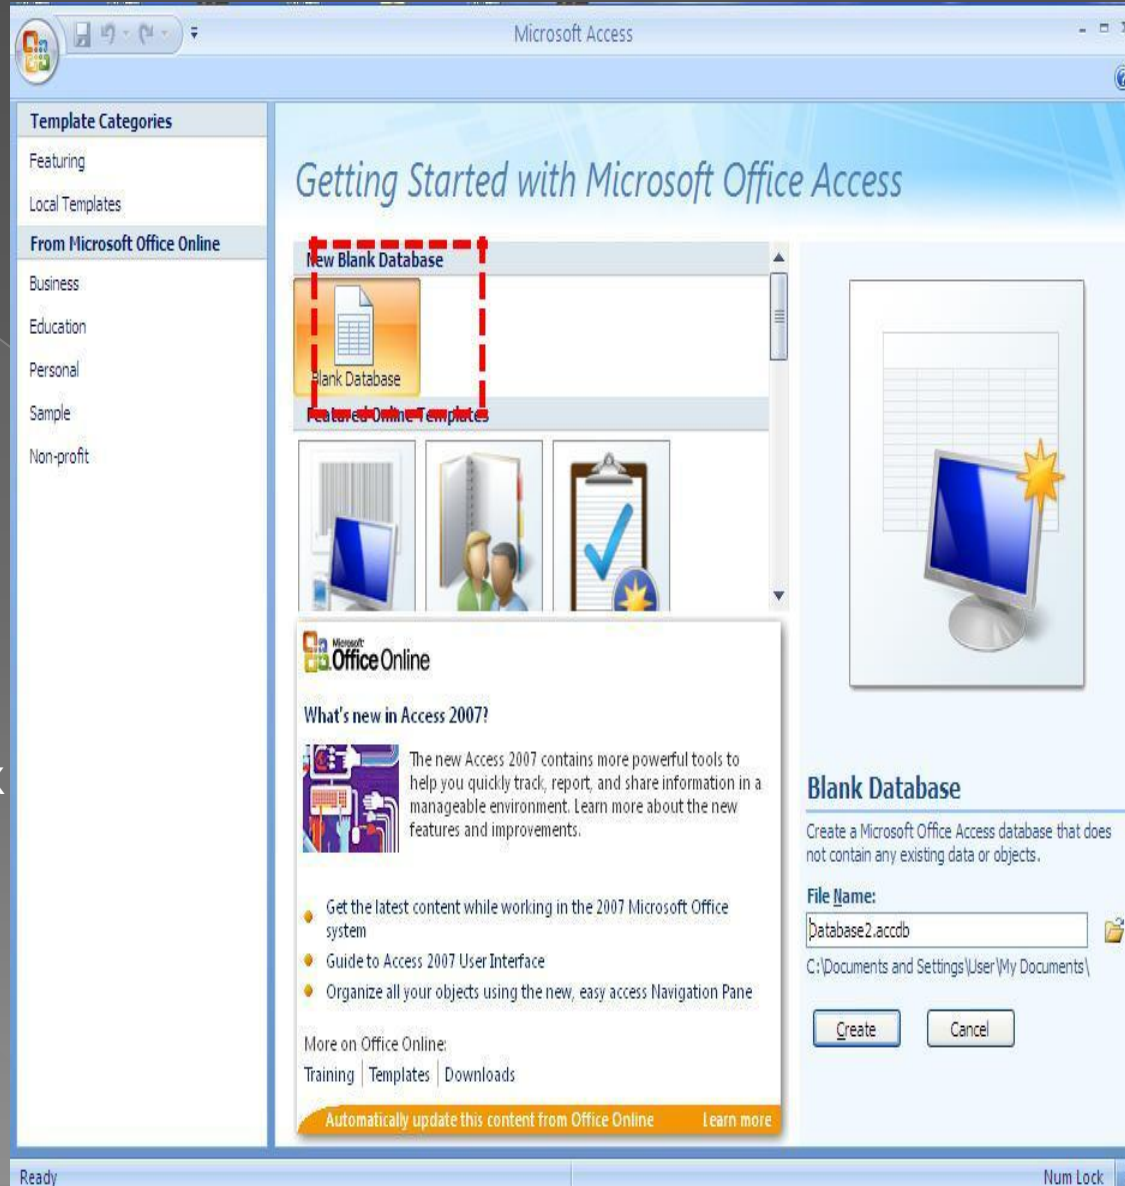 Microsoft Access
Template Categories
Featuring
Local Templates
From Microsoft Office Online
Business
Education
Personal
Sample
Non-profit
Getting Started with Microsoft Office Access
New Blank Database
Blank Database
Featured Online Templates
Microsoft
Office Online
What's new in Access 2007?
The new Access 2007 contains more powerful tools to
help you quickly track, report, and share information in a
manageable environment. Learn more about the new
features and improvements.
Get the latest content while working in the 2007 Microsoft Office
system
Guide to Access 2007 User Interface
Organize all your objects using the new, easy access Navigation Pane
More on Office Online:
Training | Templates | Downloads
Automatically update this content from Office Online Learn more
Blank Database
Create a Microsoft Office Access database that does
not contain any existing data or objects.
File Name:
Database2.accdb
C:\Documents and Settings\User\My Documents\
Create Cancel
Ready Num Lock